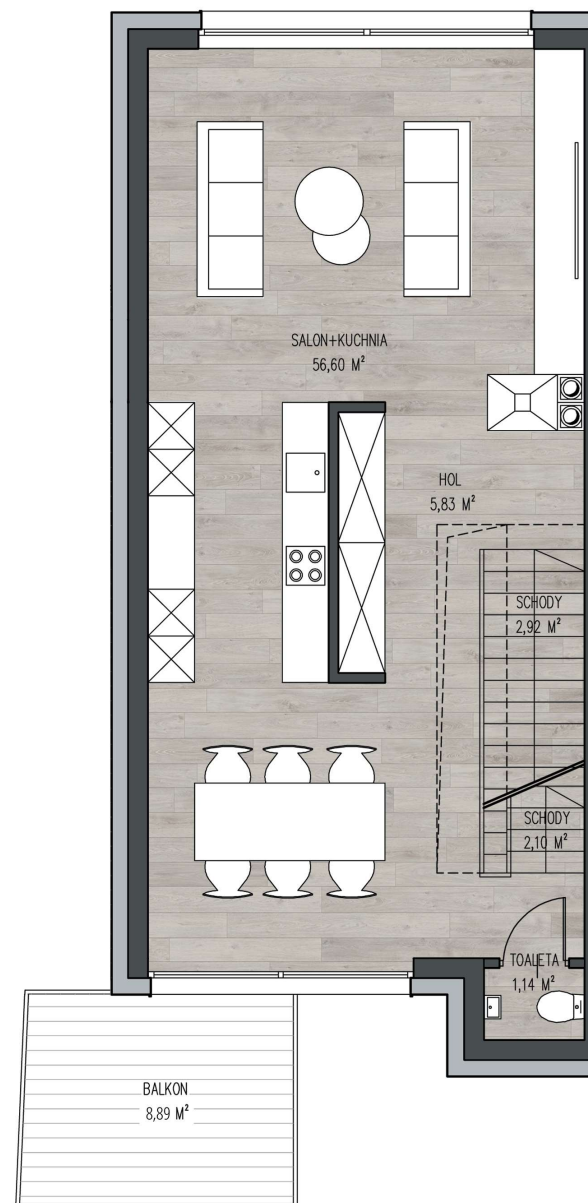 SALON+KUCHNIA
56,60 M²
HOL
5,83 M²
SCHODY
2,92 M²
SCHODY
2,10 M²
TOALETA
1,14 M²
BALKON
8,89 M²